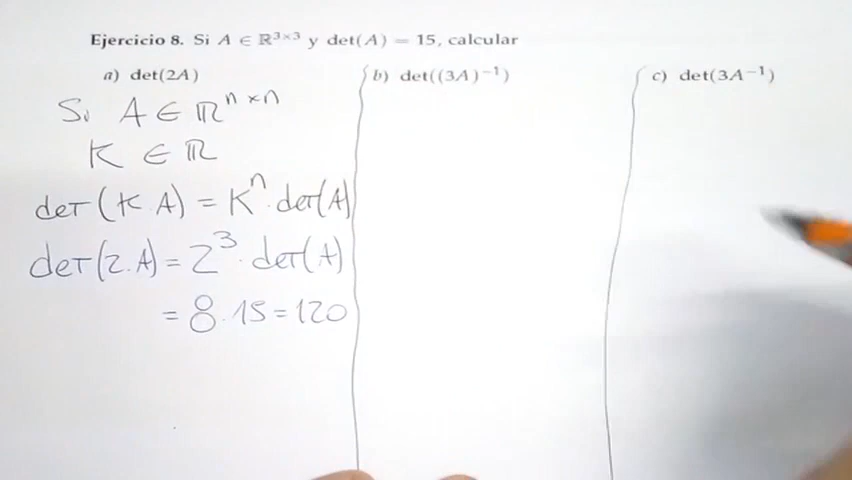 Ejercicio 8. Si A ∈ ℝ³ˣ³ y det(A) = 15, calcular
a) det(2A)
b) det((3A)⁻¹)
c) det(3A⁻¹)
Si A ∈ ℝⁿˣⁿ
K ∈ ℝ
det(K A) = Kⁿ · det(A)
det(2.A) = 2³ · det(A)
= 8 · 15 = 120